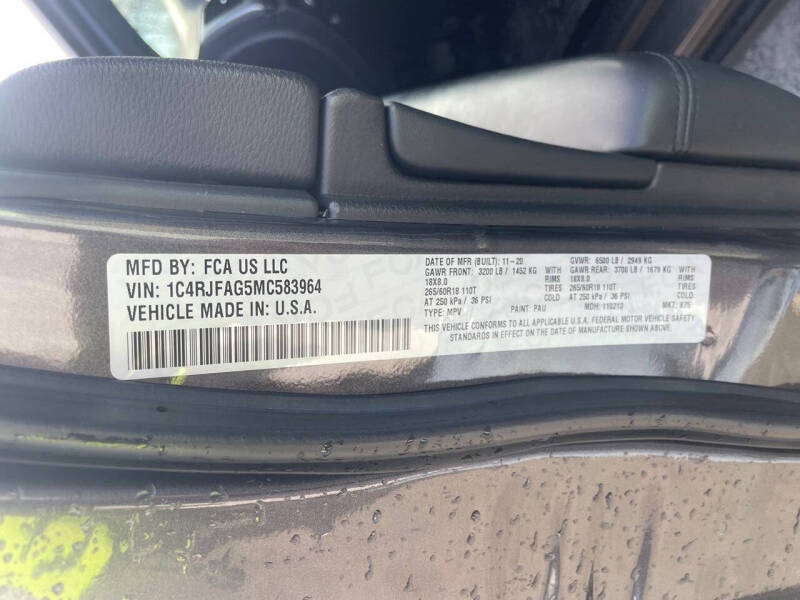 MFD BY: FCA US LLC
VIN: 1C4RJFAG5MC583964
VEHICLE MADE IN: U.S.A.
DATE OF MFR (BUILT): 11-20 GVWR: 6500 LB / 2949 KG
GAWR FRONT: 3200 LB / 1452 KG WITH GAWR REAR: 3700 LB / 1679 KG WITH
18X8.0 RIMS 18X8.0 RIMS
265/60R18 110T TIRES 265/60R18 110T TIRES
AT 250 kPa / 36 PSI AT 250 kPa / 36 PSI
TYPE: MPV PAINT: PAU MDH: 110213 MKT:
THIS VEHICLE CONFORMS TO ALL APPLICABLE U.S.A. FEDERAL MOTOR VEHICLE SAFETY
STANDARDS IN EFFECT ON THE DATE OF MANUFACTURE SHOWN ABOVE.